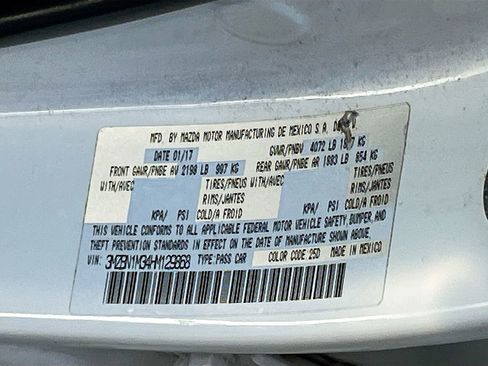 MFD. BY MAZDA MOTOR MANUFACTURING DE MEXICO S.A. DE
DATE 01/17 GVWR/PNBV 4072 LB KG
FRONT GAWR/PNBE AV 2198 LB 997 KG REAR GAWR/PNBE AR 1883 LB 854 KG
WITH/AVEC TIRES/PNEUS WITH/AVEC TIRES/PNEUS
RIMS/JANTES RIMS/JANTES
KPA/ PSI COLD/A FROID KPA/ PSI COLD/A FROID
THIS VEHICLE CONFORMS TO ALL APPLICABLE FEDERAL MOTOR VEHICLE SAFETY, BUMPER, AND
THEFT PREVENTION STANDARDS IN EFFECT ON THE DATE OF MANUFACTURE SHOWN ABOVE.
VIN: 3MZBN1M34HM129868 TYPE: PASS CAR COLOR CODE: 25D MADE IN MEXICO